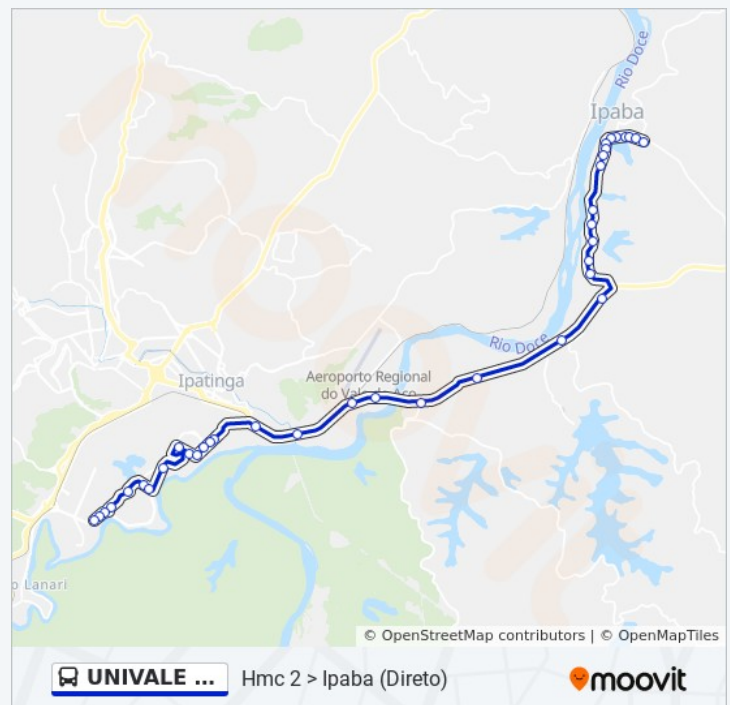 Rio Doce
Ipaba
Rio Doce
Ipatinga
Aeroporto Regional
do Vale do Aço
o Lanari
© OpenStreetMap contributors | © OpenMapTiles
UNIVALE ...
Hmc 2 > Ipaba (Direto)
moovit